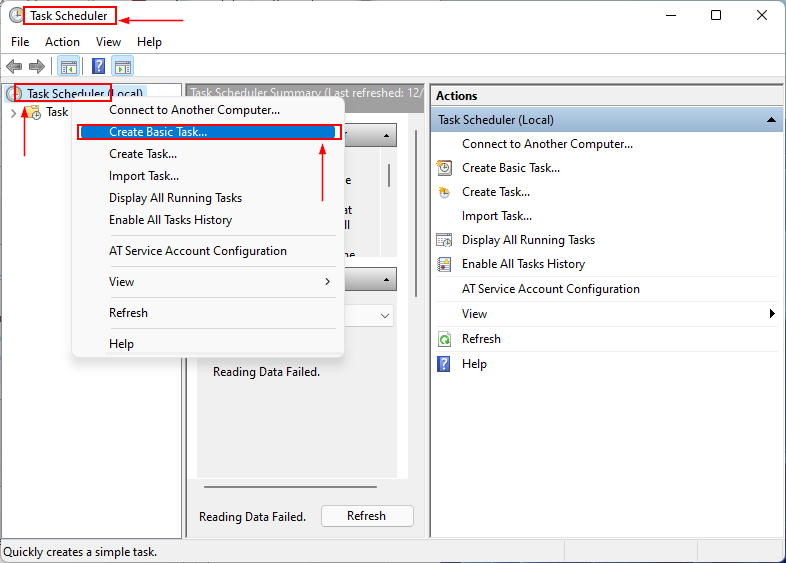 Task Scheduler
File Action View Help
Task Scheduler (Local)
Task
Connect to Another Computer...
Create Basic Task...
Create Task...
Import Task...
Display All Running Tasks
Enable All Tasks History
AT Service Account Configuration
View
Refresh
Help
Task Scheduler Summary (Last refreshed: 12/
Reading Data Failed.
Reading Data Failed.
Refresh
Actions
Task Scheduler (Local)
Connect to Another Computer...
Create Basic Task...
Create Task...
Import Task...
Display All Running Tasks
Enable All Tasks History
AT Service Account Configuration
View
Refresh
Help
Quickly creates a simple task.